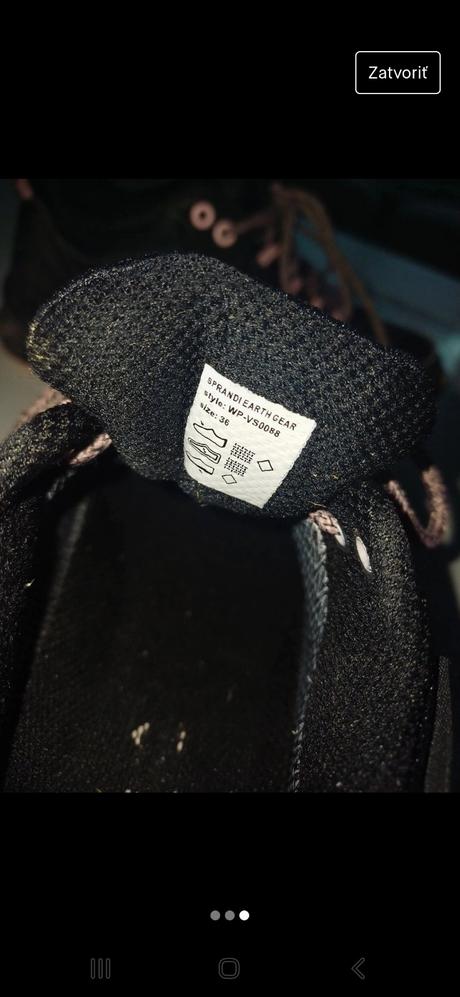 Zatvoriť
SPRANDI EARTH GEAR
style: WP-VS0088
size: 36